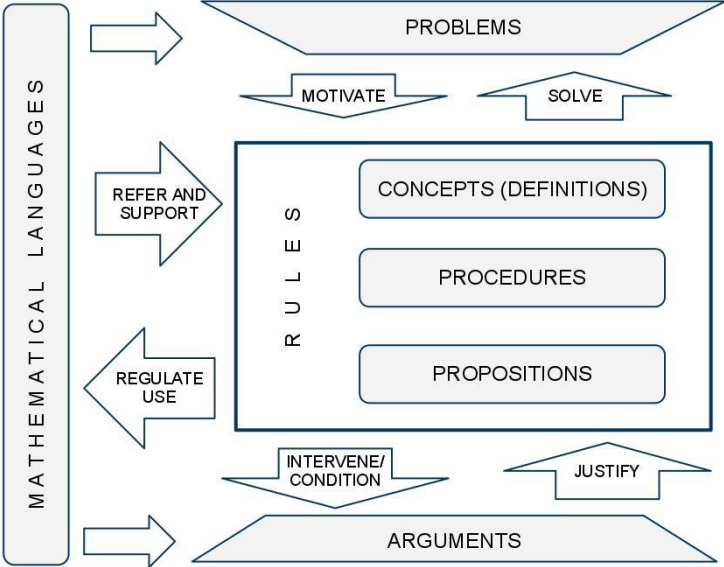 MATHEMATICAL LANGUAGES
PROBLEMS
MOTIVATE
SOLVE
REFER AND
SUPPORT
RULES
CONCEPTS (DEFINITIONS)
PROCEDURES
PROPOSITIONS
REGULATE
USE
INTERVENE/
CONDITION
JUSTIFY
ARGUMENTS